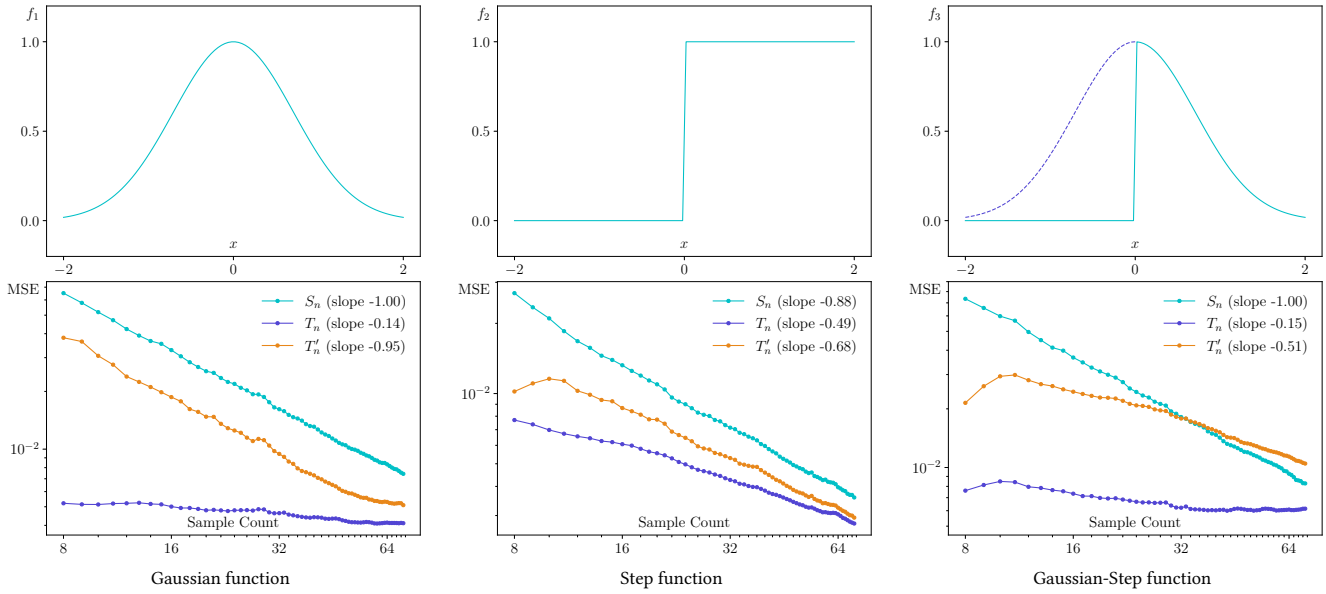 f₁
1.0
0.5
0.0
x
−2 0 2
f₂
1.0
0.5
0.0
x
−2 0 2
f₃
1.0
0.5
0.0
x
−2 0 2
MSE
Sₙ (slope -1.00)
Tₙ (slope -0.14)
T′ₙ (slope -0.95)
10⁻²
Sample Count
8 16 32 64
Gaussian function
MSE
Sₙ (slope -0.88)
Tₙ (slope -0.49)
T′ₙ (slope -0.68)
10⁻²
Sample Count
8 16 32 64
Step function
MSE
Sₙ (slope -1.00)
Tₙ (slope -0.15)
T′ₙ (slope -0.51)
10⁻²
Sample Count
8 16 32 64
Gaussian-Step function